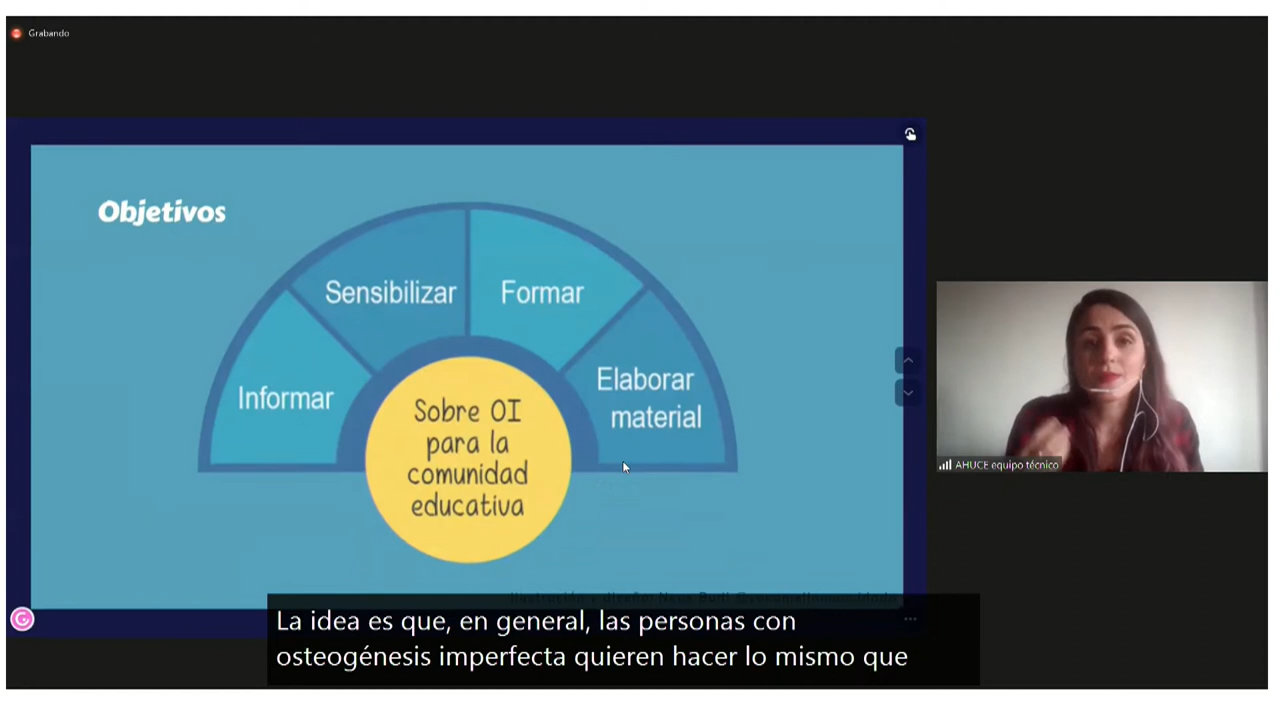 Grabando
Objetivos
Sensibilizar
Formar
Informar
Elaborar
material
Sobre OI
para la
comunidad
educativa
AHUCE equipo técnico
La idea es que, en general, las personas con
osteogénesis imperfecta quieren hacer lo mismo que